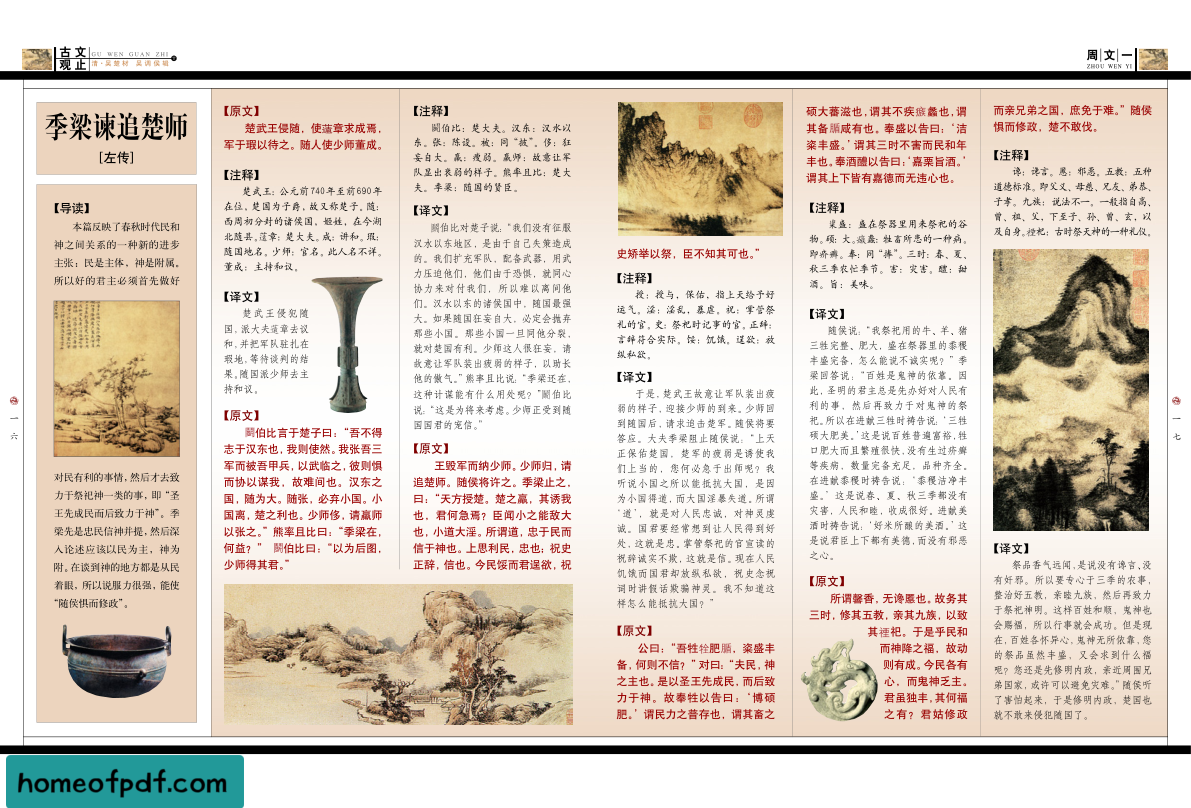 古文观止
GU WEN GUAN ZHI
清·吴楚材 吴调侯编
周文一
ZHOU WEN YI
季梁谏追楚师
[左传]
【导读】
本篇反映了春秋时代民和
神之间关系的一种新的进步
主张:民是主体,神是附属。
所以好的君主必须首先做好
对民有利的事情,然后才去致
力于祭祀神一类的事,即“圣
王先成民而后致力于神”。季
梁先是忠民信神并提,然后深
入论述应该以民为主,神为
附。在谈到神的地方都是从民
着眼,所以说服力很强,能使
“随侯惧而修政”。
一六
【原文】
楚武王侵随,使薳章求成焉,
军于瑕以待之。随人使少师董成。
【注释】
楚武王:公元前740年至前690年
在位,楚国为子爵,故又称楚子。随:
西周初分封的诸侯国,姬姓,在今湖
北随县。薳章:楚大夫。成:讲和。瑕:
随国地名。少师:官名。此人名不详。
董成:主持和议。
【译文】
楚武王侵犯随
国,派大夫薳章去议
和,并把军队驻扎在
瑕地,等待谈判的结
果。随国派少师去主
持和议。
【原文】
鬬伯比言于楚子曰:“吾不得
志于汉东也,我则使然。我张吾三
军而被吾甲兵,以武临之,彼则惧
而协以谋我,故难间也。汉东之
国,随为大。随张,必弃小国。小
国离,楚之利也。少师侈,请羸师
以张之。”熊率且比曰:“季梁在,
何益?” 鬬伯比曰:“以为后图,
少师得其君。”
【注释】
鬬伯比:楚大夫。汉东:汉水以
东。张:陈设。被:同“披”。侈:狂
妄自大。羸:瘦弱。羸师:故意让军
队显出衰弱的样子。熊率且比:楚大
夫。季梁:随国的贤臣。
【译文】
鬬伯比对楚子说:“我们没有征服
汉水以东地区,是由于自己失策造成
的。我们扩充军队,配备武器,用武
力压迫他们,他们由于恐惧,就同心
协力来对付我们,所以难以离间他
们。汉水以东的诸侯国中,随国最强
大。如果随国狂妄自大,必定会抛弃
那些小国。那些小国一旦同他分裂,
就对楚国有利。少师这人很狂妄,请
故意让军队装出疲弱的样子,以助长
他的傲气。”熊率且比说:“季梁还在,
这种计谋能有什么用处呢?”鬬伯比
说:“这是为将来考虑。少师正受到随
国国君的宠信。”
【原文】
王毁军而纳少师。少师归,请
追楚师。随侯将许之。季梁止之,
曰:“天方授楚。楚之羸,其诱我
也,君何急焉?臣闻小之能敌大
也,小道大淫。所谓道,忠于民而
信于神也。上思利民,忠也;祝史
正辞,信也。今民馁而君逞欲,祝
史矫举以祭,臣不知其可也。”
【注释】
授:授与,保佑,指上天给予好
运气。淫:淫乱,暴虐。祝:掌管祭
礼的官。史:祭祀时记事的官。正辞:
言辞符合实际。馁:饥饿。逞欲:放
纵私欲。
【译文】
于是,楚武王故意让军队装出疲
弱的样子,迎接少师的到来。少师回
到随国后,请求追击楚军。随侯将要
答应。大夫季梁阻止随侯说:“上天
正保佑楚国,楚军的疲弱是诱使我
们上当的,您何必急于出师呢?我
听说小国之所以能抵抗大国,是因
为小国得道,而大国淫暴失道。所谓
‘道’,就是对人民忠诚,对神灵虔
诚。国君要经常想到让人民得到好
处,这就是忠。掌管祭祀的官宣读的
祝辞诚实不欺,这就是信。现在人民
饥饿而国君却放纵私欲,祝史念祝
词时讲假话欺骗神灵。我不知道这
样怎么能抵抗大国?”
【原文】
公曰:“吾牲牷肥腯,粢盛丰
备,何则不信?”对曰:“夫民,神
之主也。是以圣王先成民,而后致
力于神。故奉牲以告曰:‘博硕
肥。’谓民力之普存也,谓其畜之
硕大蕃滋也,谓其不疾瘯蠡也,谓
其备腯咸有也。奉盛以告曰:‘洁
粢丰盛。’谓其三时不害而民和年
丰也。奉酒醴以告曰:‘嘉栗旨酒。’
谓其上下皆有嘉德而无违心也。
【注释】
粢盛:盛在祭器里用来祭祀的谷
物。硕:大。瘯蠡:牲畜所患的一种病。
即疥癣。奉:同“捧”。三时:春、夏、
秋三季农忙季节。害:灾害。醴:甜
酒。旨:美味。
【译文】
随侯说:“我祭祀用的牛、羊、猪
三牲完整、肥大,盛在祭器里的黍稷
丰盛完备,怎么能说不诚实呢?”季
梁回答说:“百姓是鬼神的依靠。因
此,圣明的君主总是先办好对人民有
利的事,然后再致力于对鬼神的祭
祀。所以在进献三牲时祷告说:‘三牲
硕大肥美。’这是说百姓普遍富裕,牲
口肥大而且繁殖很快,没有生过疥癣
等疾病,数量完备充足,品种齐全。
在进献黍稷时祷告说:‘黍稷洁净丰
盛。’这是说春、夏、秋三季都没有
灾害,人民和睦,收成很好。进献美
酒时祷告说:‘好米所酿的美酒。’这
是说君臣上下都有美德,而没有邪恶
之心。
【原文】
所谓馨香,无谗慝也。故务其
三时,修其五教,亲其九族,以致
其禋祀。于是乎民和
而神降之福,故动
则有成。今民各有
心,而鬼神乏主。
君虽独丰,其何福
之有?君姑修政
而亲兄弟之国,庶免于难。”随侯
惧而修政,楚不敢伐。
【注释】
谗:谗言。慝:邪恶。五教:五种
道德标准。即父义、母慈、兄友、弟恭、
子孝。九族:说法不一。一般指自高、
曾、祖、父,下至子、孙、曾、玄,以
及自身。禋祀:古时祭天神的一种礼仪。
【译文】
祭品香气远闻,是说没有谗言,没
有奸邪。所以要专心于三季的农事,
整治好五教,亲睦九族,然后再致力
于祭祀神明。这样百姓和顺,鬼神也
会赐福,所以行事就会成功。但是现
在,百姓各怀异心,鬼神无所依靠,您
的祭品虽然丰盛,又会求到什么福
呢?您还是先修明内政,亲近周围兄
弟国家,或许可以避免灾难。”随侯听
了害怕起来,于是修明内政,楚国也
就不敢来侵犯随国了。
一七
homeofpdf.com